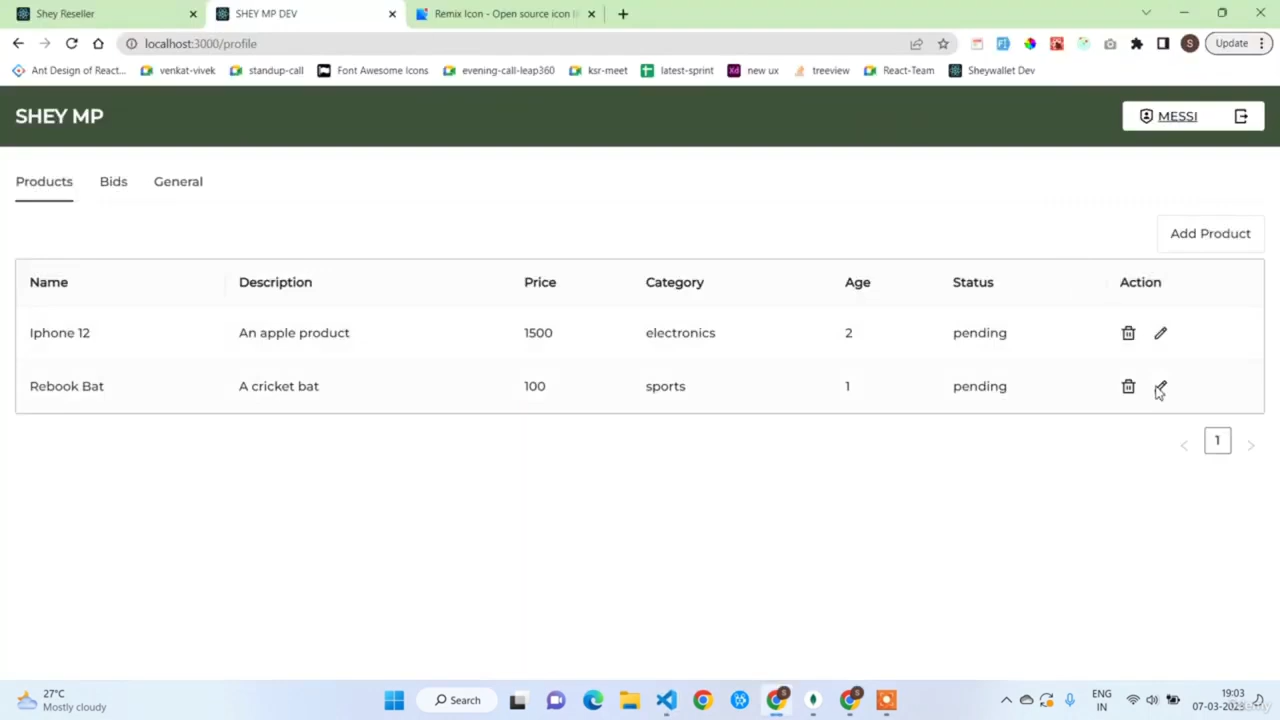 Shey Reseller
SHEY MP DEV
Remix Icon - Open source icon li
localhost:3000/profile
S
Update
Ant Design of React...
venkat-vivek
standup-call
Font Awesome Icons
evening-call-leap360
ksr-meet
latest-sprint
new ux
treeview
React-Team
Sheywallet Dev
SHEY MP
MESSI
Products
Bids
General
Add Product
Name Description Price Category Age Status Action
Iphone 12 An apple product 1500 electronics 2 pending
Rebook Bat A cricket bat 100 sports 1 pending
< 1 >
27°C
Mostly cloudy
Search
ENG
IN
19:03
07-03-2023